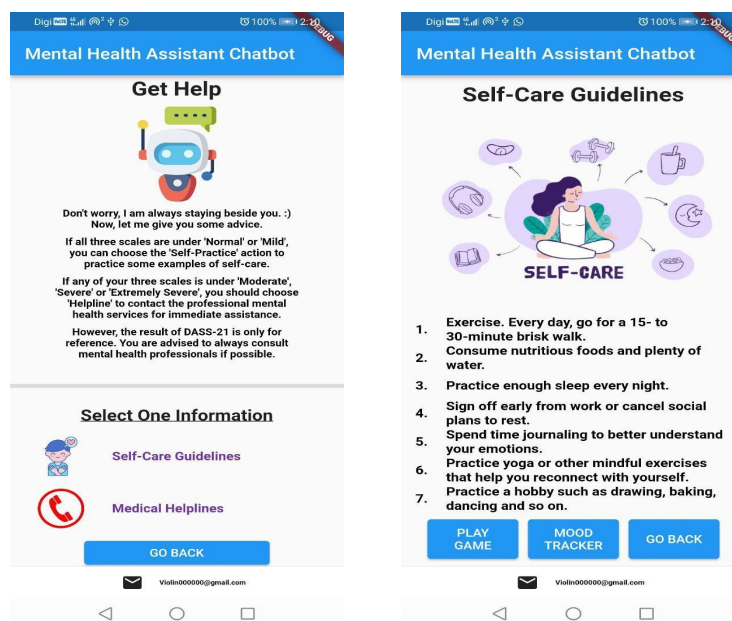 Digi VoLTE 100% 2:20
DEBUG
Mental Health Assistant Chatbot
Get Help
Don't worry, I am always staying beside you. :)
Now, let me give you some advice.
If all three scales are under 'Normal' or 'Mild',
you can choose the 'Self-Practice' action to
practice some examples of self-care.
If any of your three scales is under 'Moderate',
'Severe' or 'Extremely Severe', you should choose
'Helpline' to contact the professional mental
health services for immediate assistance.
However, the result of DASS-21 is only for
reference. You are advised to always consult
mental health professionals if possible.
Select One Information
Self-Care Guidelines
Medical Helplines
GO BACK
Violin000000@gmail.com
Digi 100%
DEBUG
Mental Health Assistant Chatbot
Self-Care Guidelines
SELF-CARE
1. Exercise. Every day, go for a 15- to
30-minute brisk walk.
2. Consume nutritious foods and plenty of
water.
3. Practice enough sleep every night.
4. Sign off early from work or cancel social
plans to rest.
5. Spend time journaling to better understand
your emotions.
6. Practice yoga or other mindful exercises
that help you reconnect with yourself.
7. Practice a hobby such as drawing, baking,
dancing and so on.
PLAY
GAME
MOOD
TRACKER
GO BACK
Violin000000@gmail.com